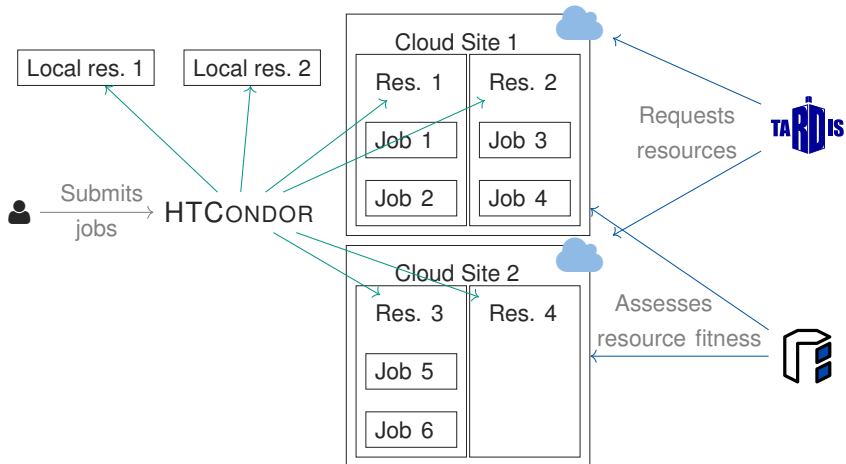 Local res. 1
Local res. 2
Cloud Site 1
Res. 1
Res. 2
Job 1
Job 3
Job 2
Job 4
Requests
resources
TARDIS
Submits
jobs
HTCONDOR
Cloud Site 2
Res. 3
Res. 4
Job 5
Job 6
Assesses
resource fitness